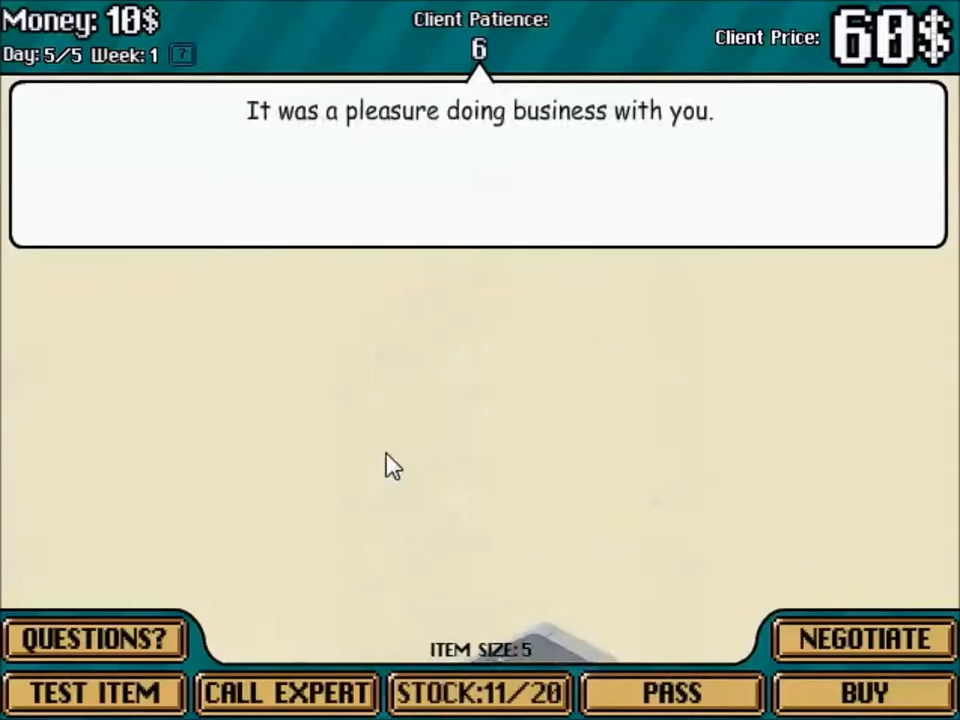 Money: 10$
Client Patience:
6
Client Price: 60$
Day: 5/5 Week: 1 ?
It was a pleasure doing business with you.
QUESTIONS?
ITEM SIZE: 5
NEGOTIATE
TEST ITEM
CALL EXPERT
STOCK:11/20
PASS
BUY